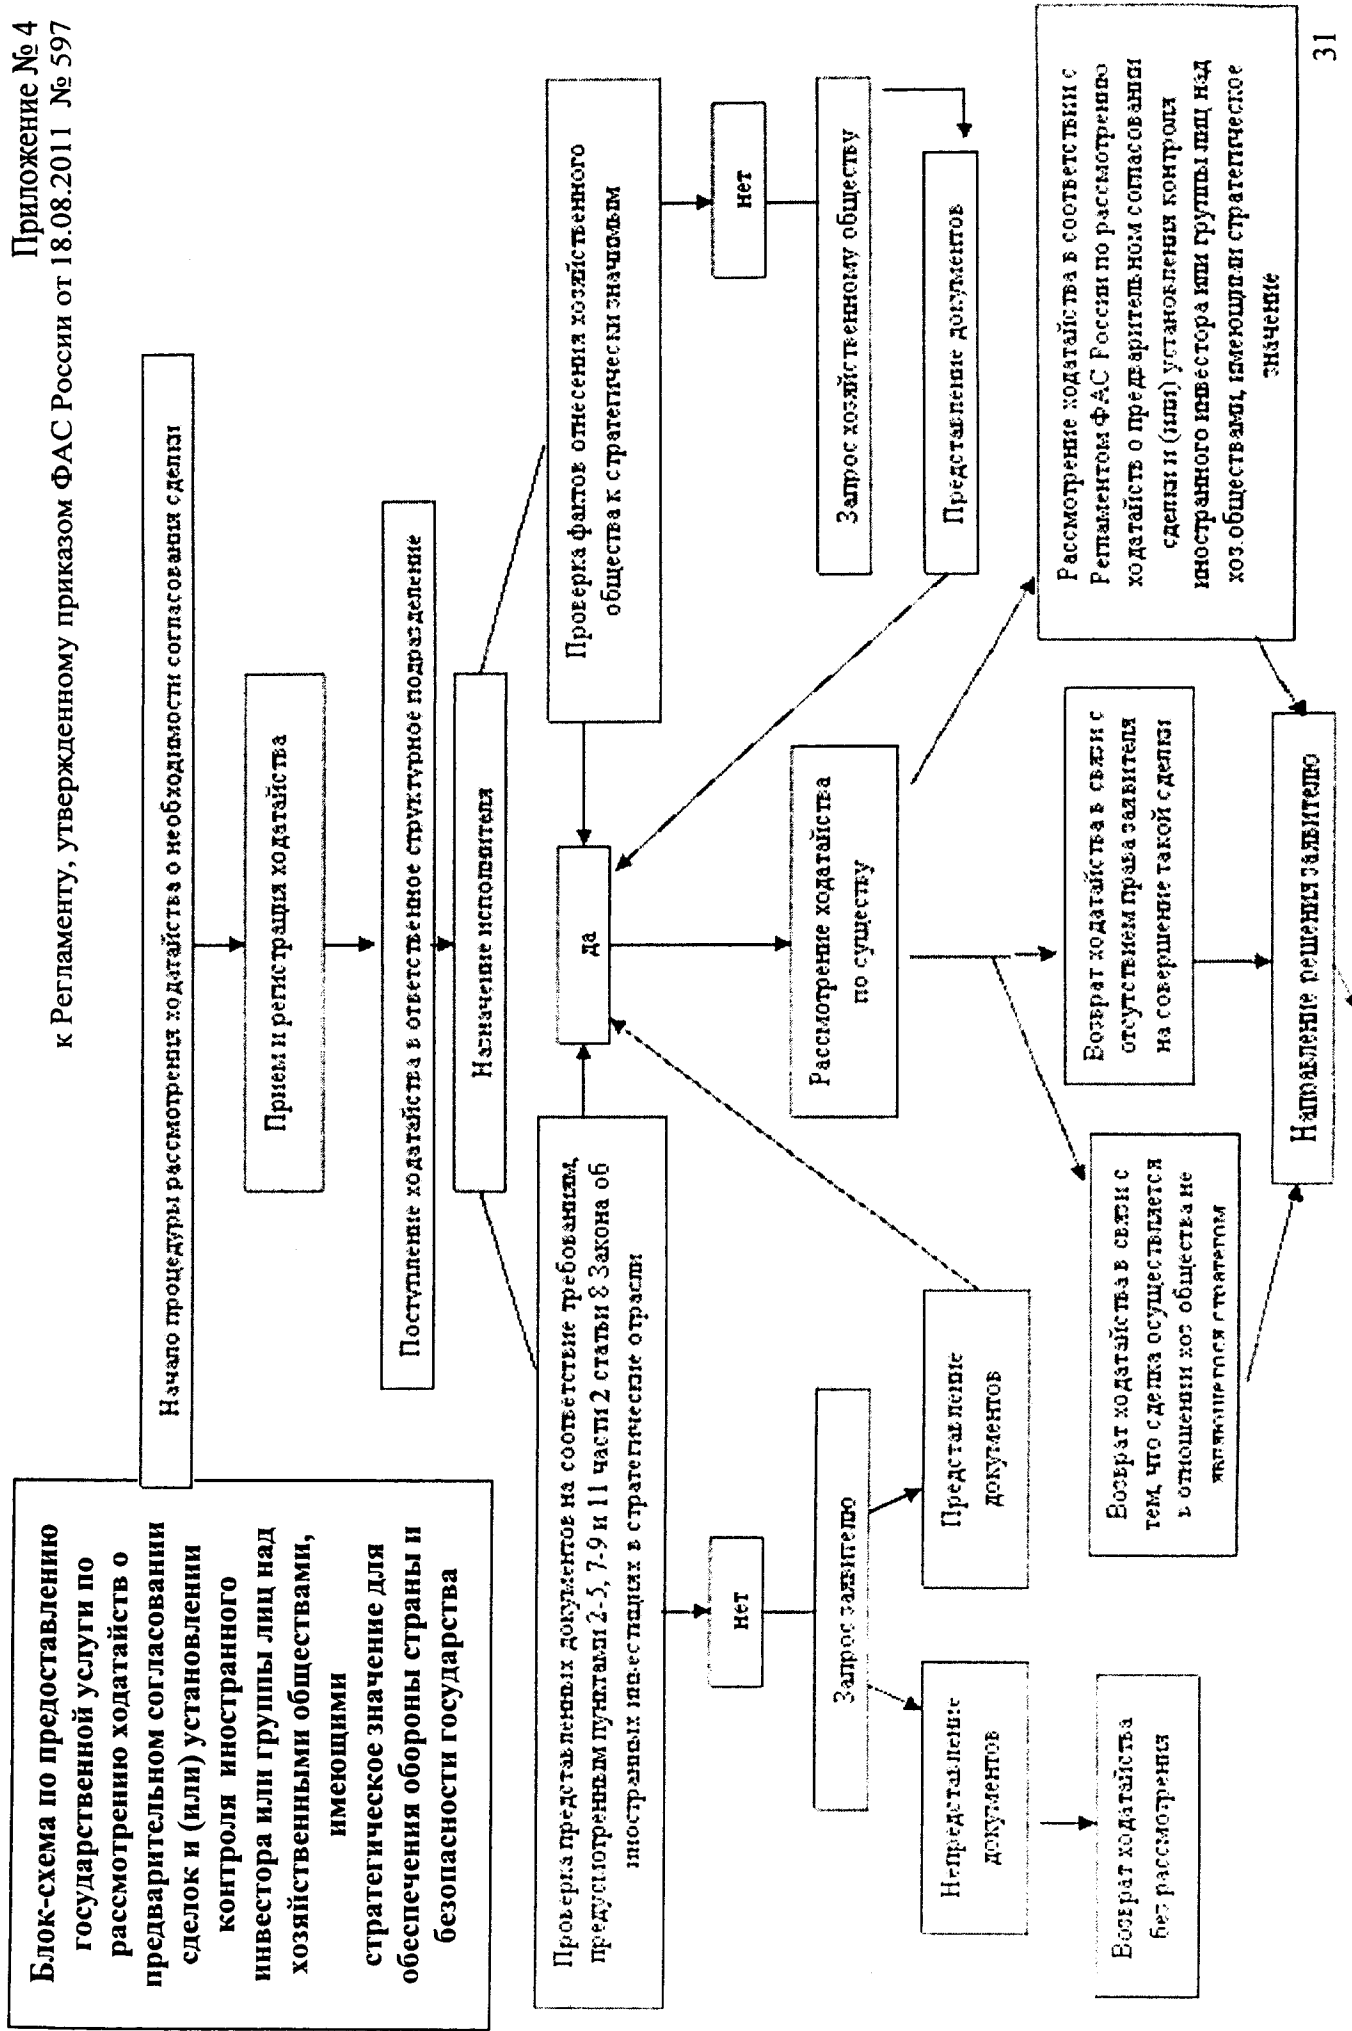 Приложение № 4
к Регламенту, утвержденному приказом ФАС России от 18.08.2011 № 597
Блок-схема по предоставлению
государственной услуги по
рассмотрению ходатайств о
предварительном согласовании
сделок и (или) установлении
контроля иностранного
инвестора или группы лиц над
хозяйственными обществами,
имеющими
стратегическое значение для
обеспечения обороны страны и
безопасности государства
Начало процедуры рассмотрения ходатайства о необходимости согласования сделки
Прием и регистрация ходатайства
Поступление ходатайства в ответственное структурное подразделение
Назначение исполнителя
Проверка представленных документов на соответствие требованиям,
предусмотренным пунктами 2-5, 7-9 и 11 части 2 статьи 8 Закона об
иностранных инвестициях в стратегические отрасли
Проверка фактов отнесения хозяйственного
общества к стратегически значимым
да
нет
нет
Запрос заявителю
Запрос хозяйственному обществу
Непредставление
документов
Представление
документов
Представление документов
Рассмотрение ходатайства
по существу
Возврат ходатайства
без рассмотрения
Возврат ходатайства в связи с
тем, что сделка осуществляется
в отношении хоз общества не
являющегося стратегом
Возврат ходатайства в связи с
отсутствием права заявителя
на совершение такой сделки
Рассмотрение ходатайства в соответствии с
Регламентом ФАС России по рассмотрению
ходатайств о предварительном согласовании
сделки и (или) установления контроля
иностранного инвестора или группы лиц над
хоз.обществами, имеющими стратегическое
значение
Направление решения заявителю
31